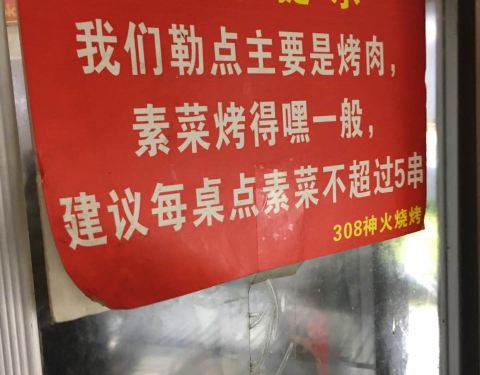 我们勒点主要是烤肉，
素菜烤得嘿一般，
建议每桌点素菜不超过5串
308神火烧烤